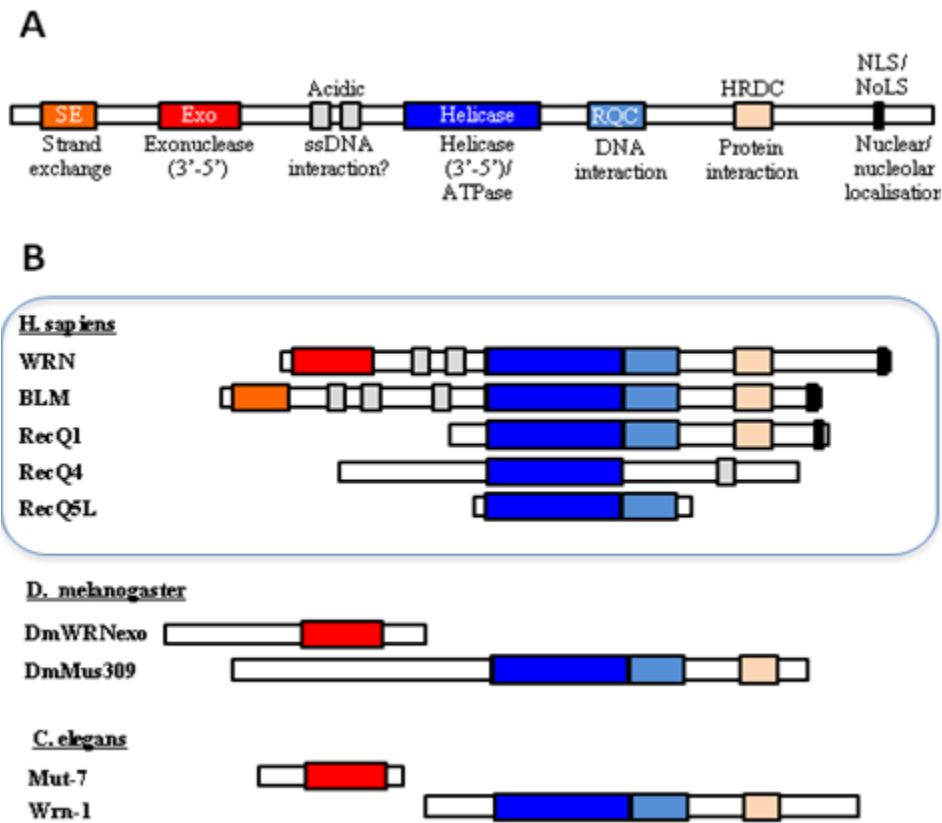 A
NLS/
Acidic HRDC NoLS
SE Exo Helicase RQC
Strand Exonuclease ssDNA Helicase DNA Protein Nuclear/
exchange (3'-5') interaction? (3'-5')/ interaction interaction nucleolar
ATPase localisation
B
H. sapiens
WRN
BLM
RecQ1
RecQ4
RecQ5L
D. melanogaster
DmWRNexo
DmMus309
C. elegans
Mut-7
Wrn-1